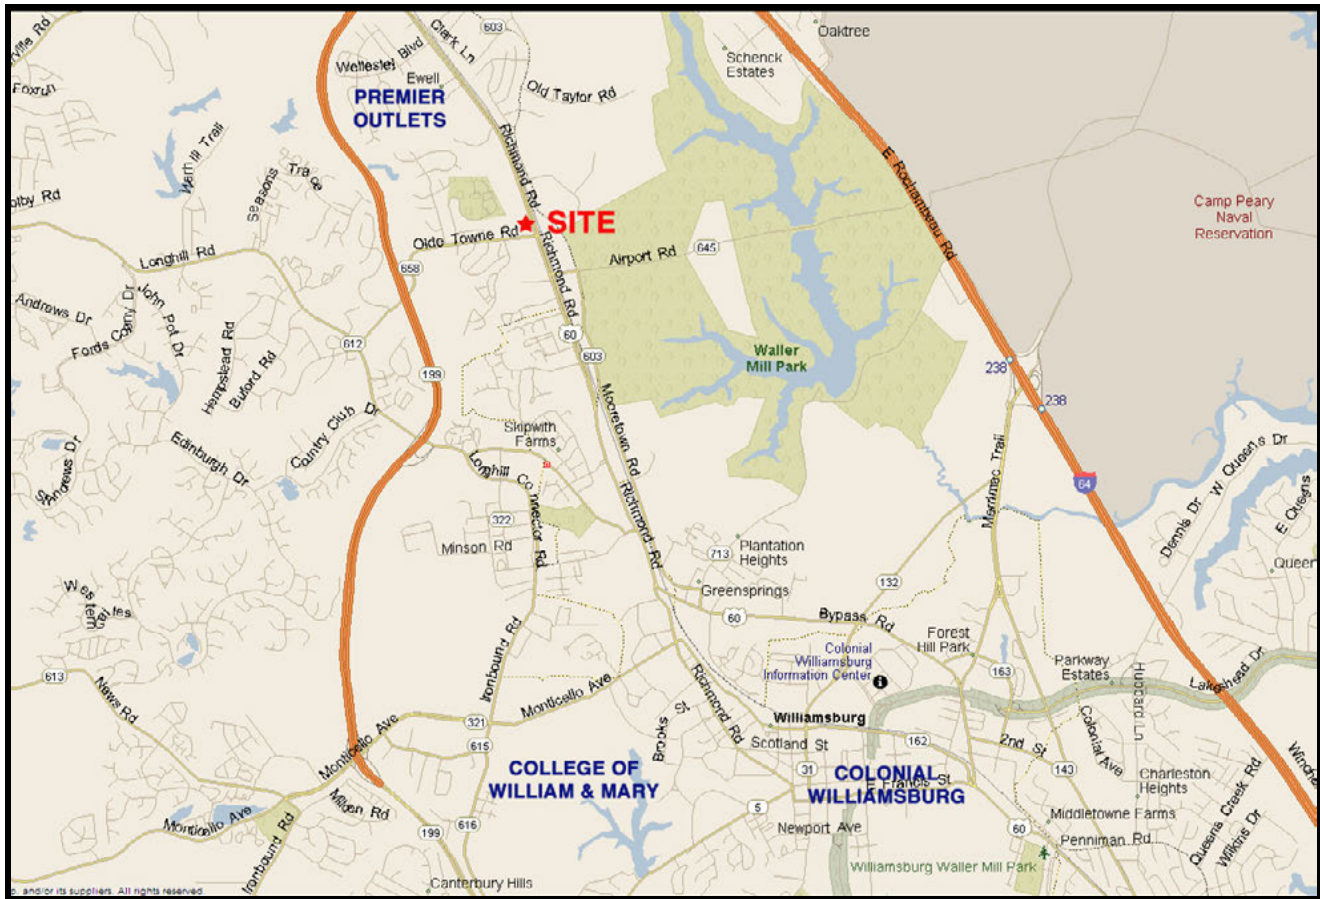 Clark Ln
603
Oaktree
Schenck
Estates
Wellesley Blvd
Ewell
Foxrun
PREMIER
OUTLETS
Old Taylor Rd
Richmond Rd
Warhill Trail
Seasons Trace
E Rochambeau Rd
Camp Peary
Naval
Reservation
SITE
Olde Towne Rd
Richmond Rd
Airport Rd
645
Longhill Rd
658
John Pot Dr
Andrews Dr
Hempstead Rd
Buford Rd
612
60
603
Waller
Mill Park
238
199
238
Mooretown Rd
Country Club Dr
Skipwith
Farms
Edinburgh Dr
Longhill Connector Rd
Merrimac Trail
W Queens Dr
St Andrews Dr
64
E Queens
Dennis Dr
322
Richmond Rd
Minson Rd
713
Plantation
Heights
Queen
132
Greensprings
60
Bypass Rd
Ironbound Rd
Forest
Hill Park
Colonial
Williamsburg
Information Center
163
Parkway
Estates
613
News Rd
Lakeshead Dr
Hubbard Ln
Monticello Ave
Richmond Rd
Brooks St
Williamsburg
321
Monticello Ave
615
Scotland St
162
2nd St
Colonial Ave
COLLEGE OF
WILLIAM & MARY
31
COLONIAL
WILLIAMSBURG
E Francis St
143
Charleston
Heights
Monticello Ave
199
616
5
Newport Ave
60
Middletowne Farms
Penniman Rd
Queens Creek Rd
Wilkins Dr
Ironbound Rd
Williamsburg Waller Mill Park
Canterbury Hills
p. and/or its suppliers. All rights reserved.